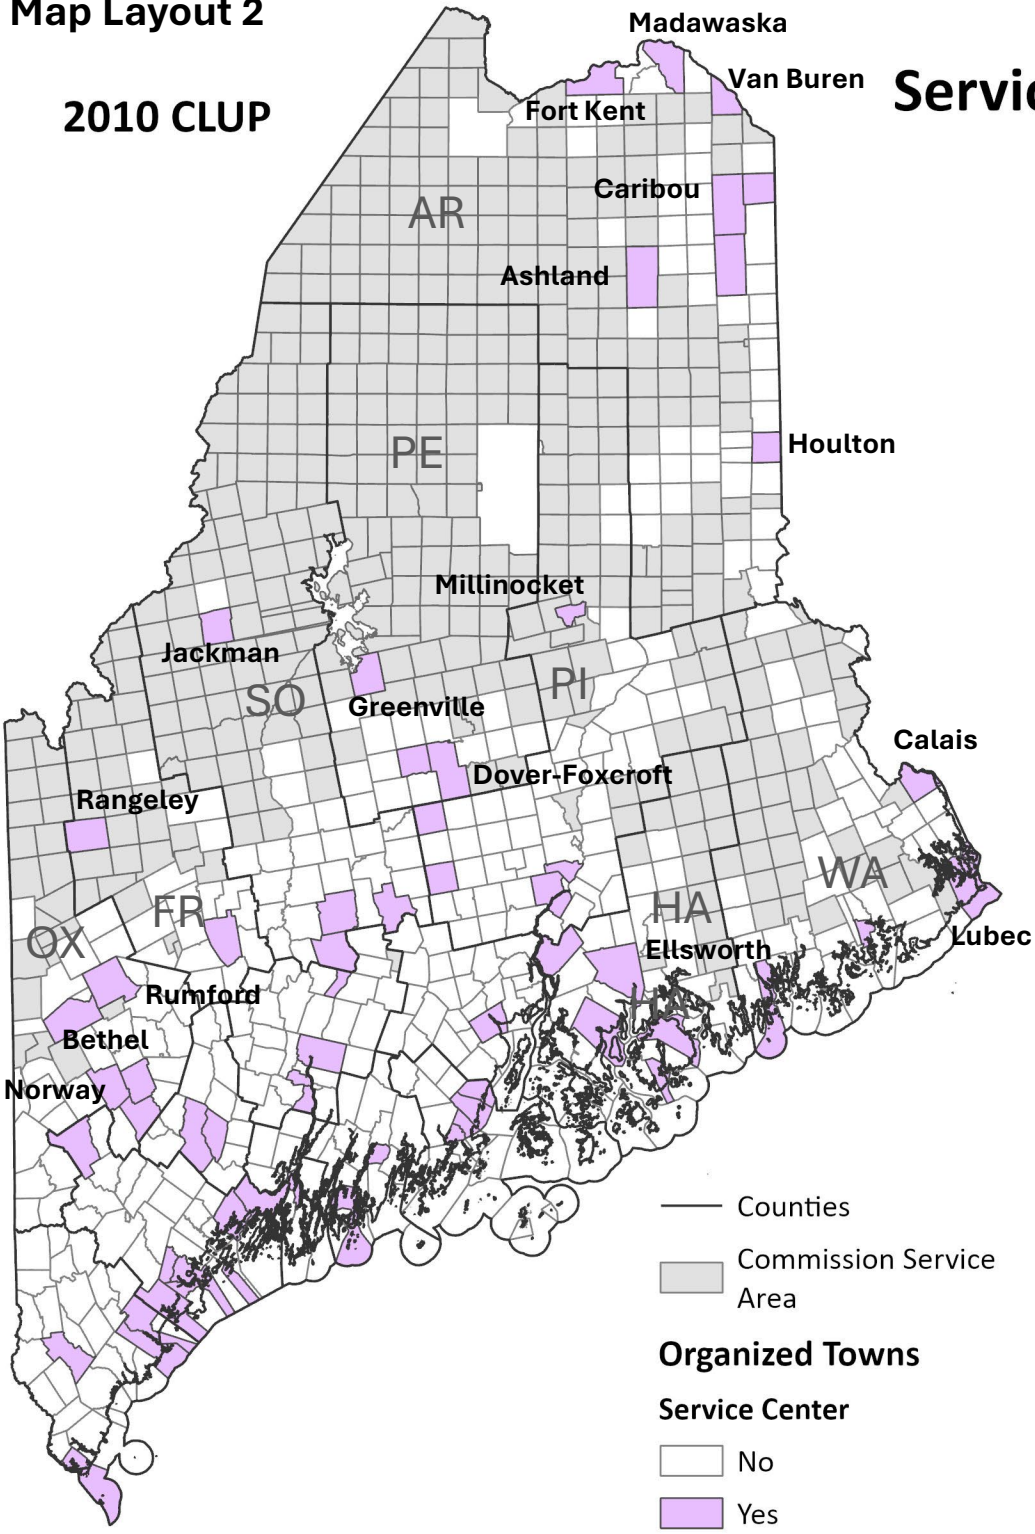 Map Layout 2
Madawaska
Van Buren
Servic
2010 CLUP
Fort Kent
Caribou
AR
Ashland
Houlton
PE
Millinocket
Jackman
PI
SO
Greenville
Calais
Dover-Foxcroft
Rangeley
WA
FR
HA
OX
Ellsworth
Lubec
Rumford
Bethel
Norway
Counties
Commission Service
Area
Organized Towns
Service Center
No
Yes